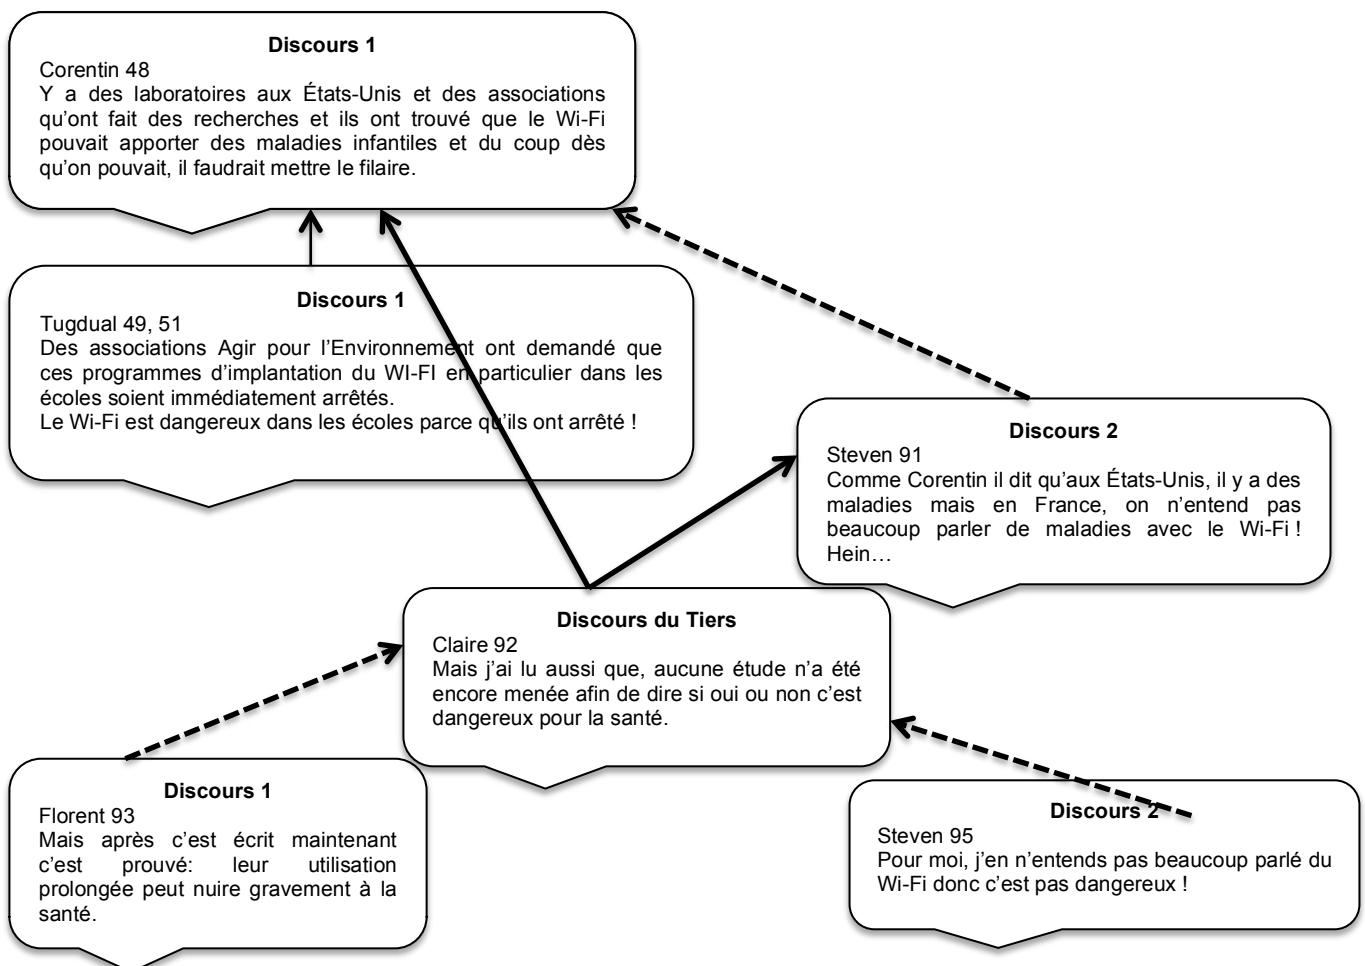 Discours 1
Corentin 48
Y a des laboratoires aux États-Unis et des associations
qu’ont fait des recherches et ils ont trouvé que le Wi-Fi
pouvait apporter des maladies infantiles et du coup dès
qu’on pouvait, il faudrait mettre le filaire.
Discours 1
Tugdual 49, 51
Des associations Agir pour l’Environnement ont demandé que
ces programmes d’implantation du WI-FI en particulier dans les
écoles soient immédiatement arrêtés.
Le Wi-Fi est dangereux dans les écoles parce qu’ils ont arrêté !
Discours 2
Steven 91
Comme Corentin il dit qu’aux États-Unis, il y a des
maladies mais en France, on n’entend pas
beaucoup parler de maladies avec le Wi-Fi !
Hein…
Discours du Tiers
Claire 92
Mais j’ai lu aussi que, aucune étude n’a été
encore menée afin de dire si oui ou non c’est
dangereux pour la santé.
Discours 1
Florent 93
Mais après c’est écrit maintenant
c’est prouvé: leur utilisation
prolongée peut nuire gravement à la
santé.
Discours 2
Steven 95
Pour moi, j’en n’entends pas beaucoup parlé du
Wi-Fi donc c’est pas dangereux !